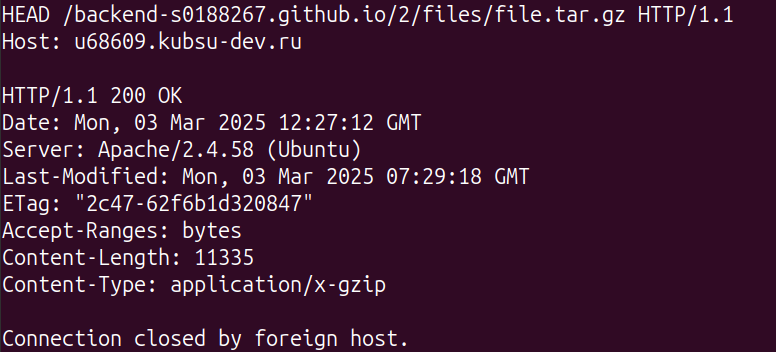 HEAD /backend-s0188267.github.io/2/files/file.tar.gz HTTP/1.1
Host: u68609.kubsu-dev.ru
HTTP/1.1 200 OK
Date: Mon, 03 Mar 2025 12:27:12 GMT
Server: Apache/2.4.58 (Ubuntu)
Last-Modified: Mon, 03 Mar 2025 07:29:18 GMT
ETag: "2c47-62f6b1d320847"
Accept-Ranges: bytes
Content-Length: 11335
Content-Type: application/x-gzip
Connection closed by foreign host.